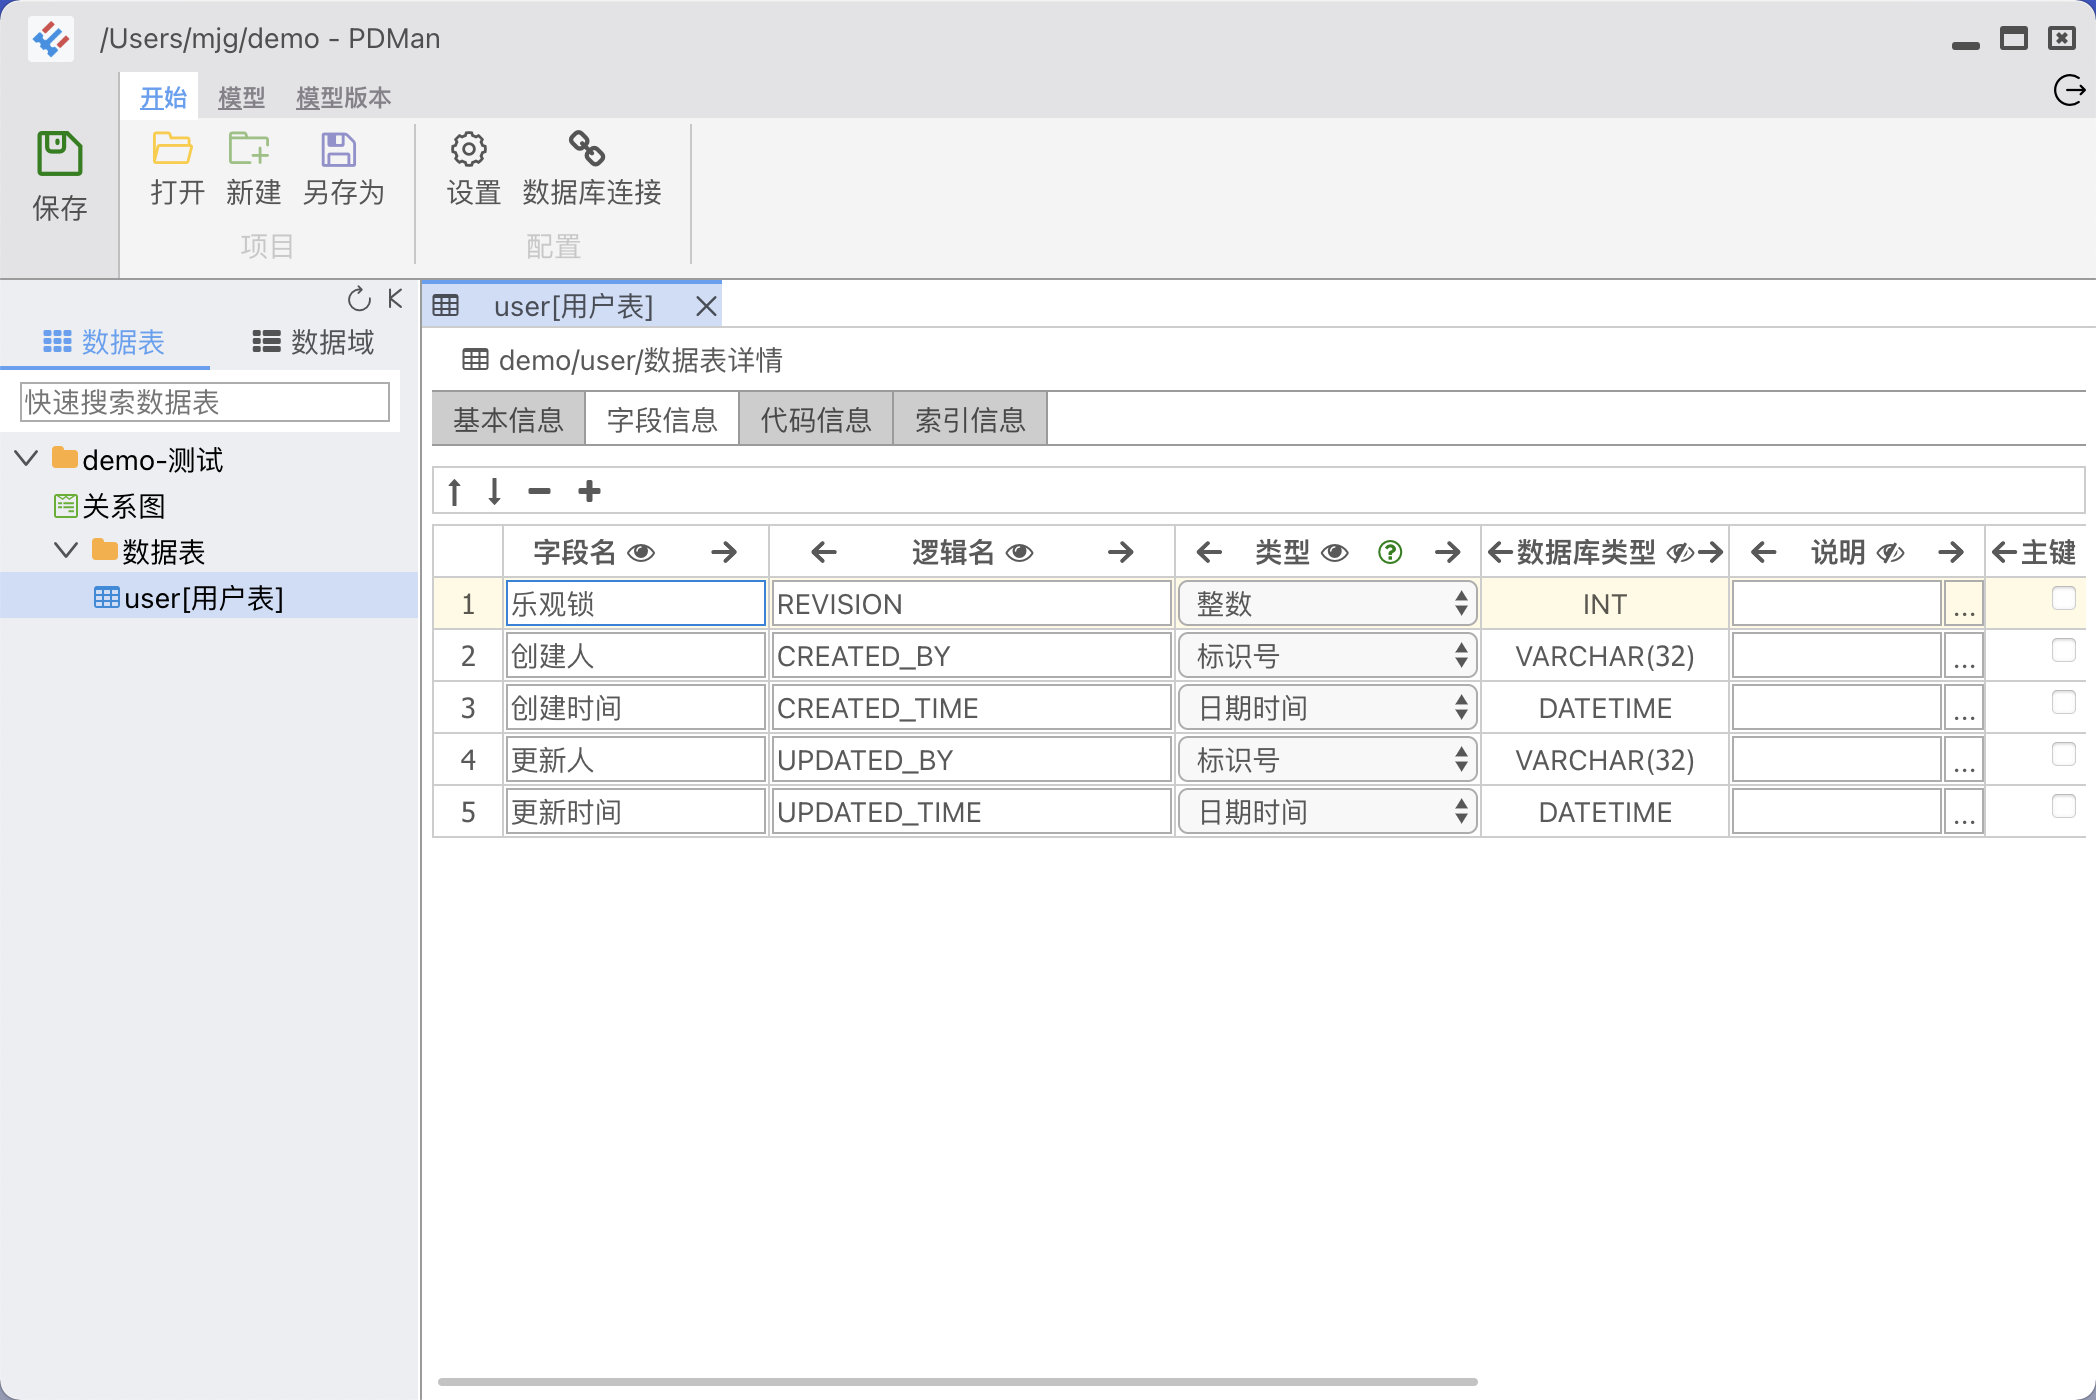 /Users/mjg/demo - PDMan
开始 模型 模型版本
保存
打开 新建 另存为 设置 数据库连接
项目 配置
user[用户表]
数据表 数据域
demo/user/数据表详情
快速搜索数据表
基本信息 字段信息 代码信息 索引信息
demo-测试
关系图
数据表
user[用户表]
字段名 逻辑名 类型 数据库类型 说明 主键
1 乐观锁 REVISION 整数 INT ...
2 创建人 CREATED_BY 标识号 VARCHAR(32) ...
3 创建时间 CREATED_TIME 日期时间 DATETIME ...
4 更新人 UPDATED_BY 标识号 VARCHAR(32) ...
5 更新时间 UPDATED_TIME 日期时间 DATETIME ...